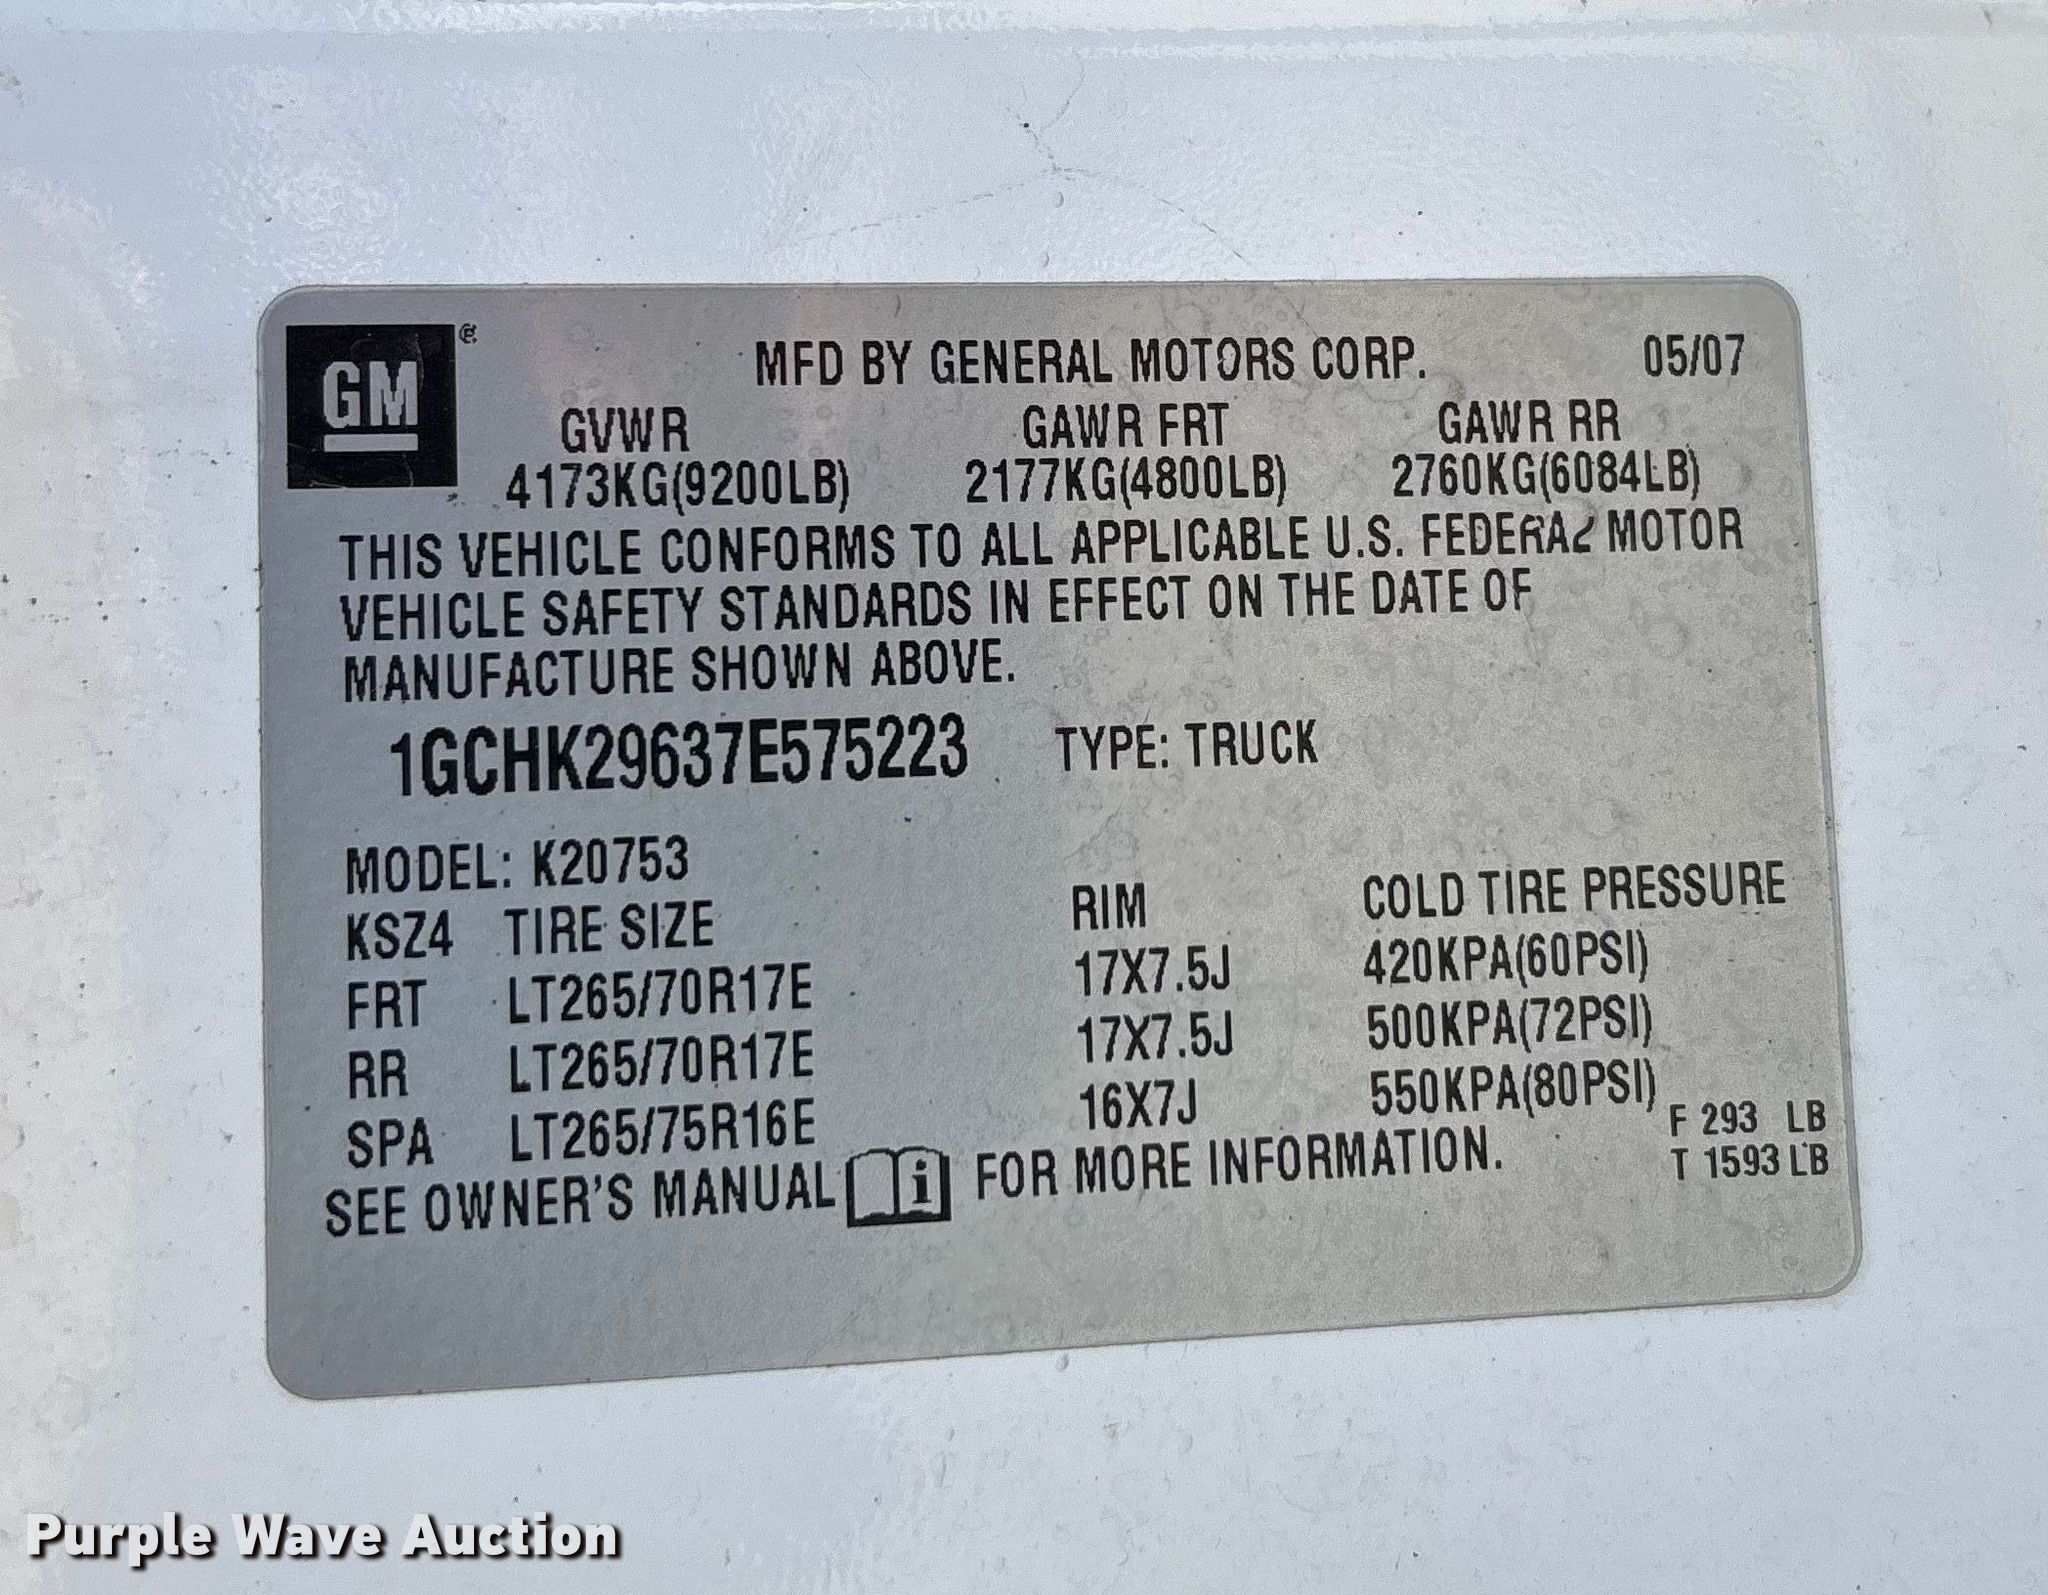 GM ®
MFD BY GENERAL MOTORS CORP. 05/07
GVWR GAWR FRT GAWR RR
4173KG(9200LB) 2177KG(4800LB) 2760KG(6084LB)
THIS VEHICLE CONFORMS TO ALL APPLICABLE U.S. FEDERAL MOTOR
VEHICLE SAFETY STANDARDS IN EFFECT ON THE DATE OF
MANUFACTURE SHOWN ABOVE.
1GCHK29637E575223 TYPE: TRUCK
MODEL: K20753
KSZ4 TIRE SIZE RIM COLD TIRE PRESSURE
FRT LT265/70R17E 17X7.5J 420KPA(60PSI)
RR LT265/70R17E 17X7.5J 500KPA(72PSI)
SPA LT265/75R16E 16X7J 550KPA(80PSI)
F 293 LB
SEE OWNER'S MANUAL i FOR MORE INFORMATION. T 1593 LB
Purple Wave Auction